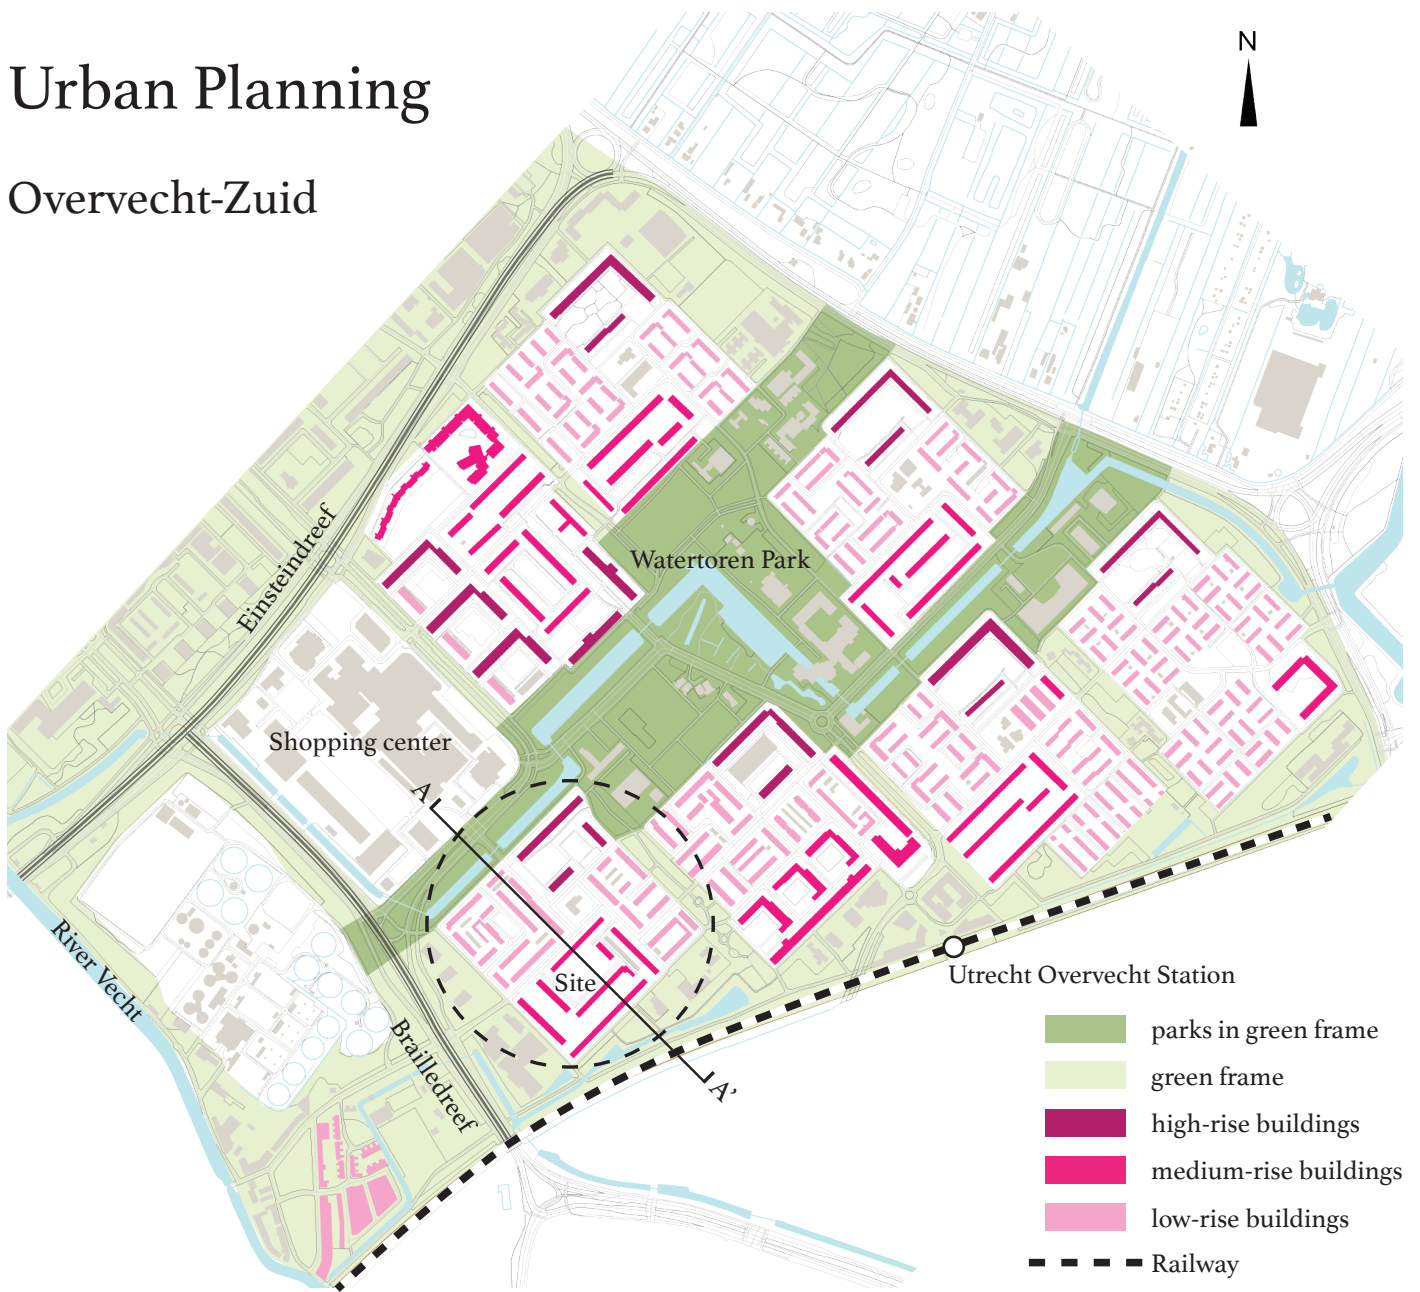 N
Urban Planning
Overvecht-Zuid
Einsteindreef
Watertoren Park
Shopping center
A
River Vecht
Site
Utrecht Overvecht Station
Brailledreef
A'
parks in green frame
green frame
high-rise buildings
medium-rise buildings
low-rise buildings
Railway